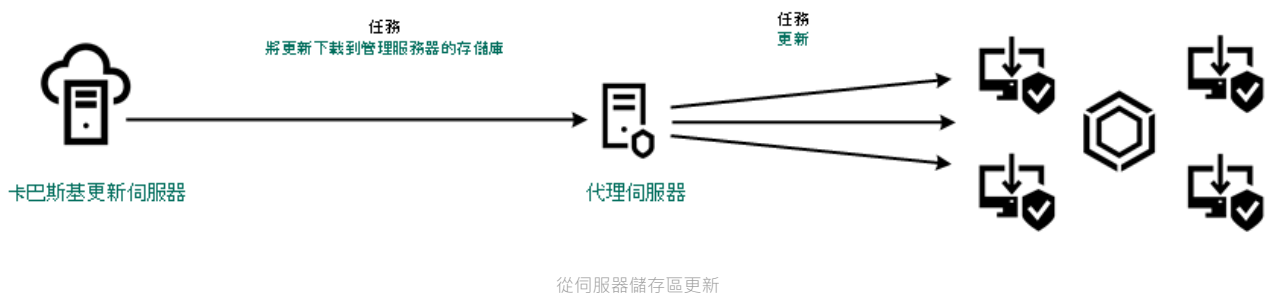 任務
將更新下載到管理服務器的存儲庫
任務
更新
卡巴斯基更新伺服器
代理伺服器
從伺服器儲存區更新